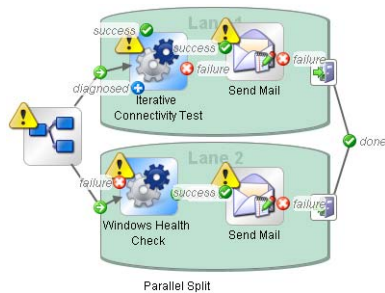 Lane 1
success
success
failure
diagnosed
Iterative
Connectivity Test
Send Mail
done
Lane 2
failure
success
failure
Windows Health
Check
Send Mail
Parallel Split